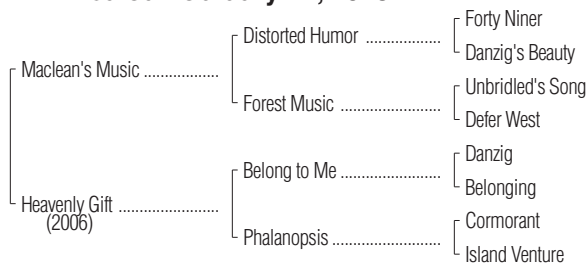 Forty Niner
Distorted Humor ....................
Danzig's Beauty
Maclean's Music ....................
Unbridled's Song
Forest Music ...........................
Defer West
Danzig
Belong to Me ...........................
Belonging
Heavenly Gift ...........................
(2006)
Cormorant
Phalanopsis ............................
Island Venture